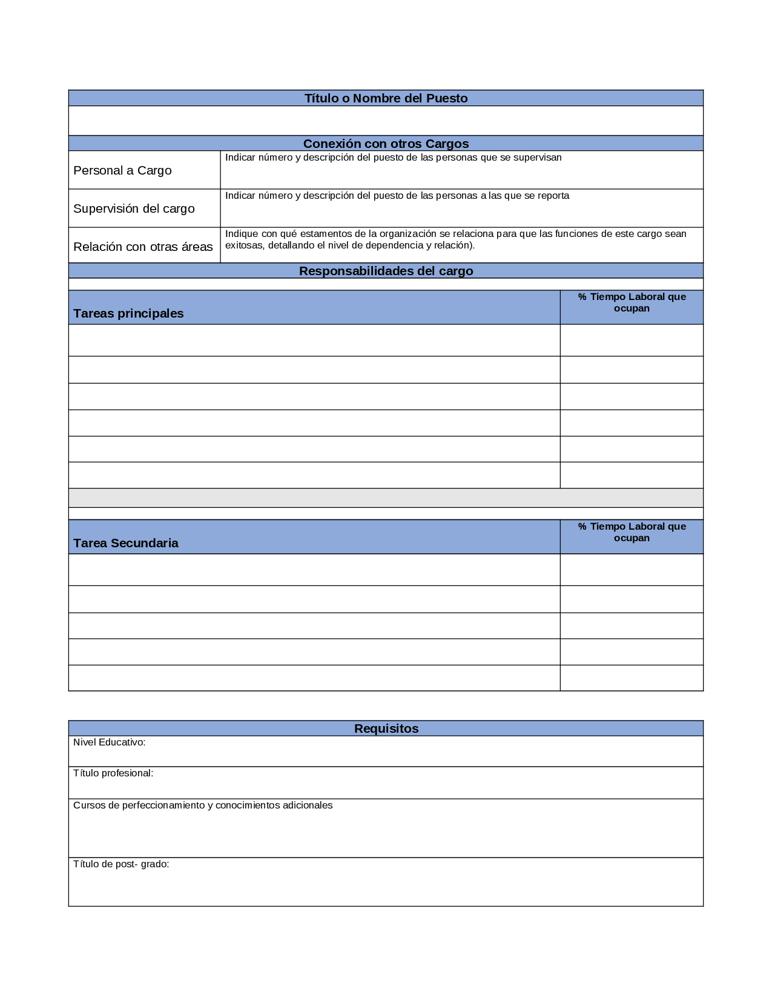 Título o Nombre del Puesto
Conexión con otros Cargos
Personal a Cargo
Indicar número y descripción del puesto de las personas que se supervisan
Supervisión del cargo
Indicar número y descripción del puesto de las personas a las que se reporta
Relación con otras áreas
Indique con qué estamentos de la organización se relaciona para que las funciones de este cargo sean
exitosas, detallando el nivel de dependencia y relación).
Responsabilidades del cargo
Tareas principales
% Tiempo Laboral que
ocupan
Tarea Secundaria
% Tiempo Laboral que
ocupan
Requisitos
Nivel Educativo:
Título profesional:
Cursos de perfeccionamiento y conocimientos adicionales
Título de post- grado: